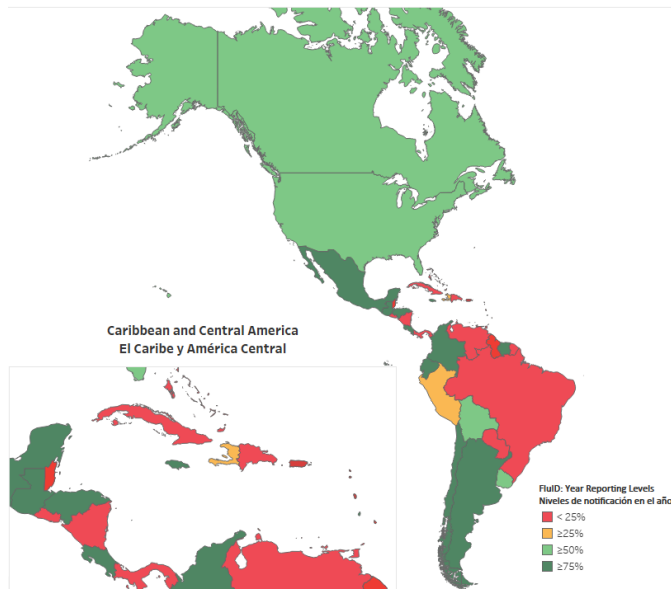 Caribbean and Central America
El Caribe y América Central
FluID: Year Reporting Levels
Niveles de notificación en el año
< 25%
≥25%
≥50%
≥75%